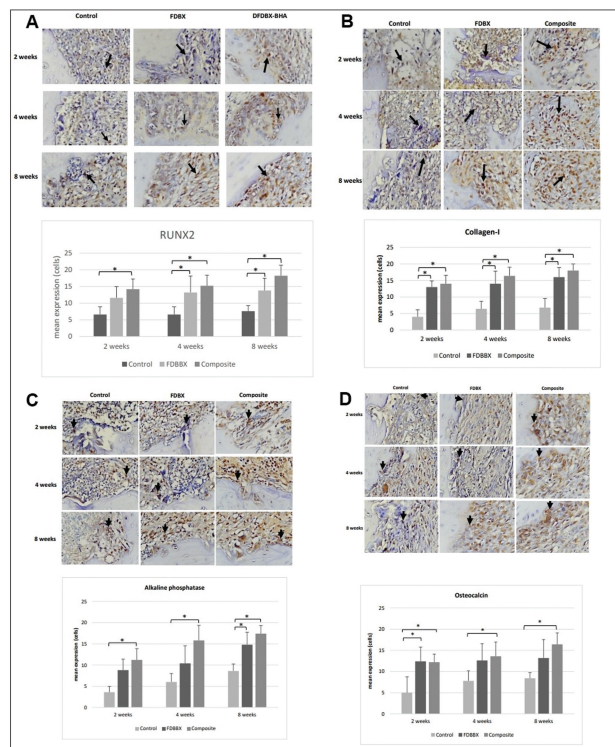 A
Control FDBX DFDBX-BHA
2 weeks
4 weeks
8 weeks
RUNX2
mean expression (cells)
20
15
10
5
0
*
*
*
*
*
2 weeks 4 weeks 8 weeks
Control FDBBX Composite
B
Control FDBX Composite
2 weeks
4 weeks
8 weeks
Collagen-I
mean expression (cells)
25
20
15
10
5
0
*
*
*
*
*
*
2 weeks 4 weeks 8 weeks
Control FDBBX Composite
C
Control FDBX Composite
2 weeks
4 weeks
8 weeks
Alkaline phosphatase
mean expression (cells)
25
20
15
10
5
0
*
*
*
*
2 weeks 4 weeks 8 weeks
Control FDBBX Composite
D
Control FDBX Composite
2 weeks
4 weeks
8 weeks
Osteocalcin
mean expression (cells)
25
20
15
10
5
0
*
*
*
*
2 weeks 4 weeks 8 weeks
Control FDBBX Composite